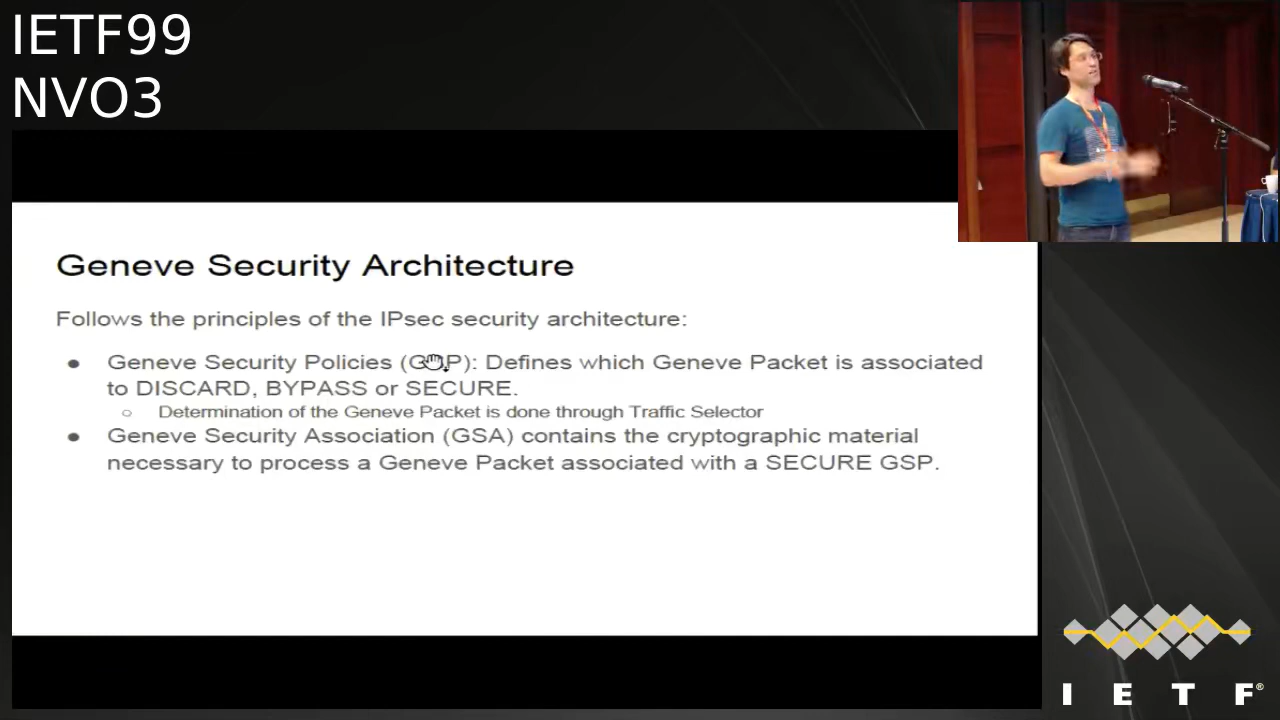 IETF99
NVO3
Geneve Security Architecture
Follows the principles of the IPsec security architecture:
Geneve Security Policies (GSP): Defines which Geneve Packet is associated
to DISCARD, BYPASS or SECURE.
Determination of the Geneve Packet is done through Traffic Selector
Geneve Security Association (GSA) contains the cryptographic material
necessary to process a Geneve Packet associated with a SECURE GSP.
I E T F®